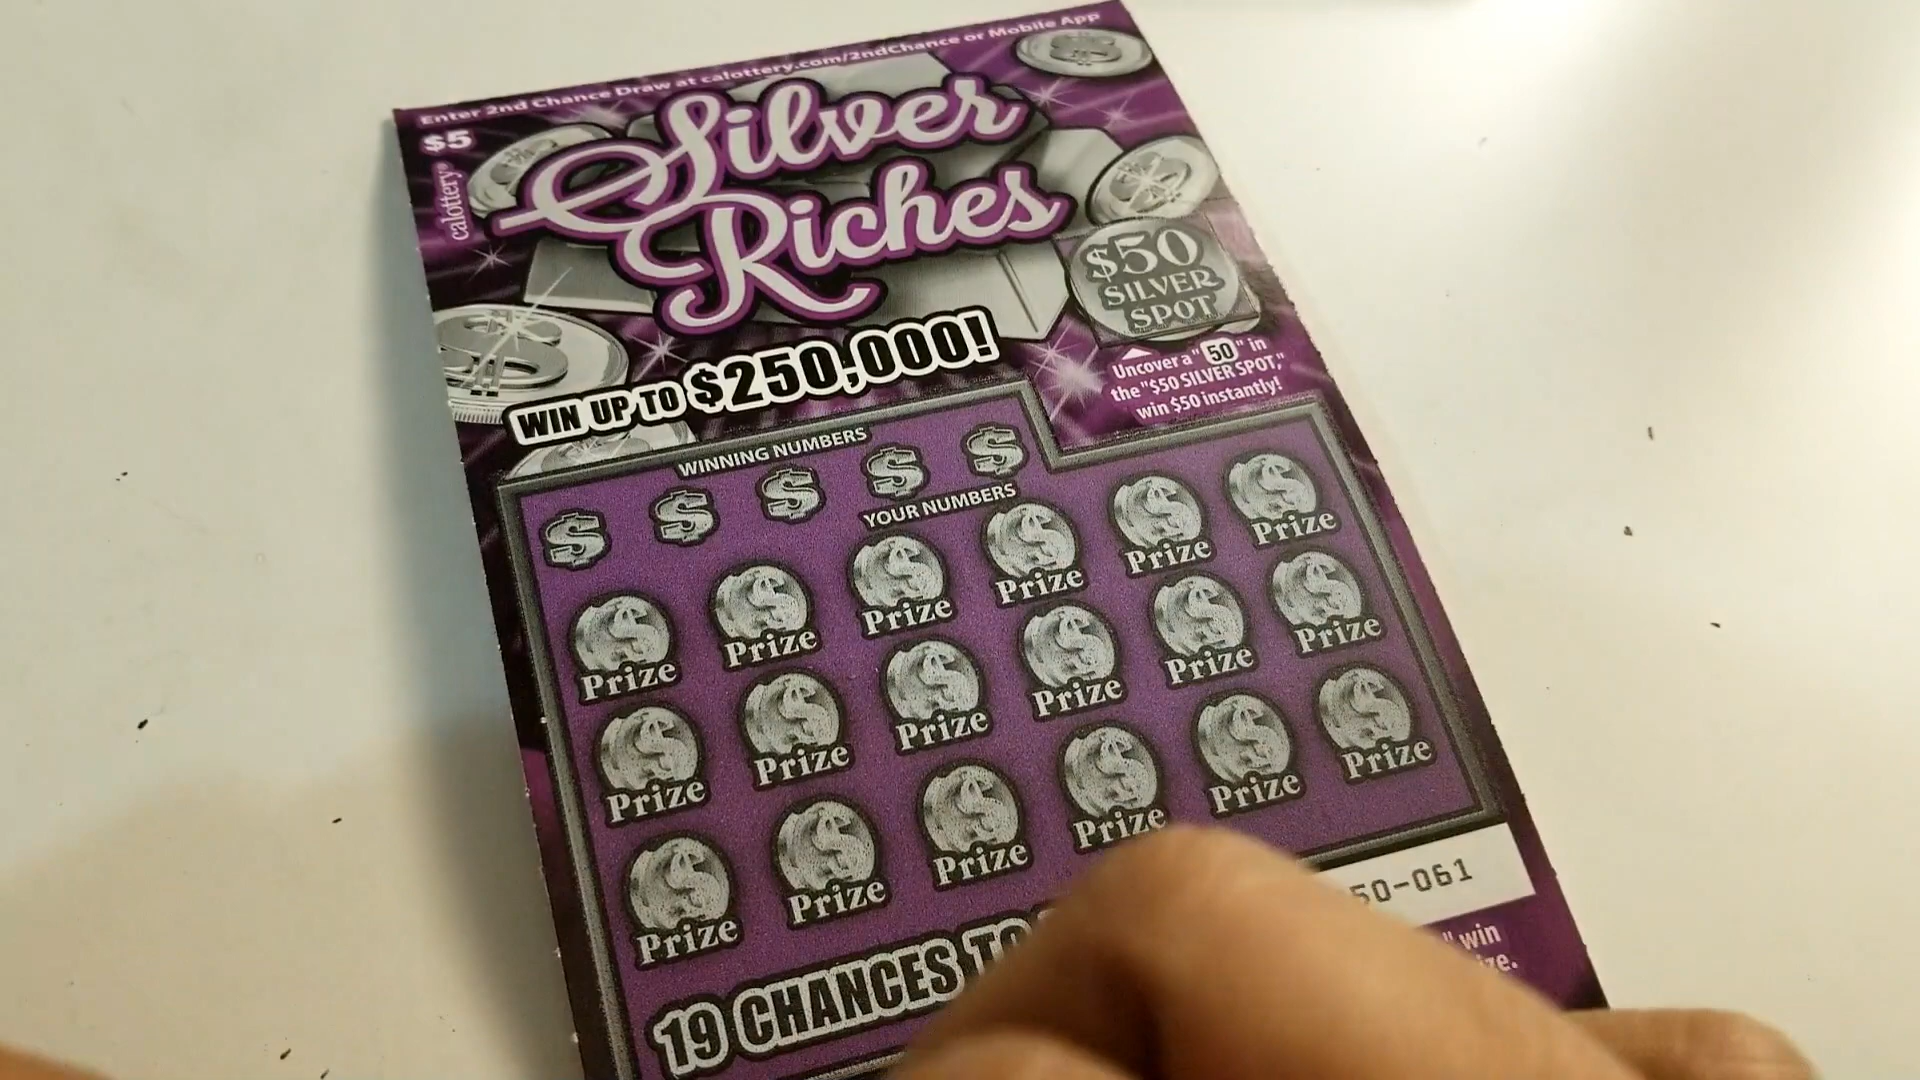 Enter 2nd Chance Draw at calottery.com/2ndChance or Mobile App
$5
calottery®
Silver
Riches
$50
SILVER
SPOT
WIN UP TO $250,000!
Uncover a "50" in
the "$50 SILVER SPOT,"
win $50 instantly!
WINNING NUMBERS
YOUR NUMBERS
Prize Prize Prize Prize Prize Prize
Prize Prize Prize Prize Prize Prize
Prize Prize Prize Prize Prize Prize
50-061
19 CHANCES TO
" win